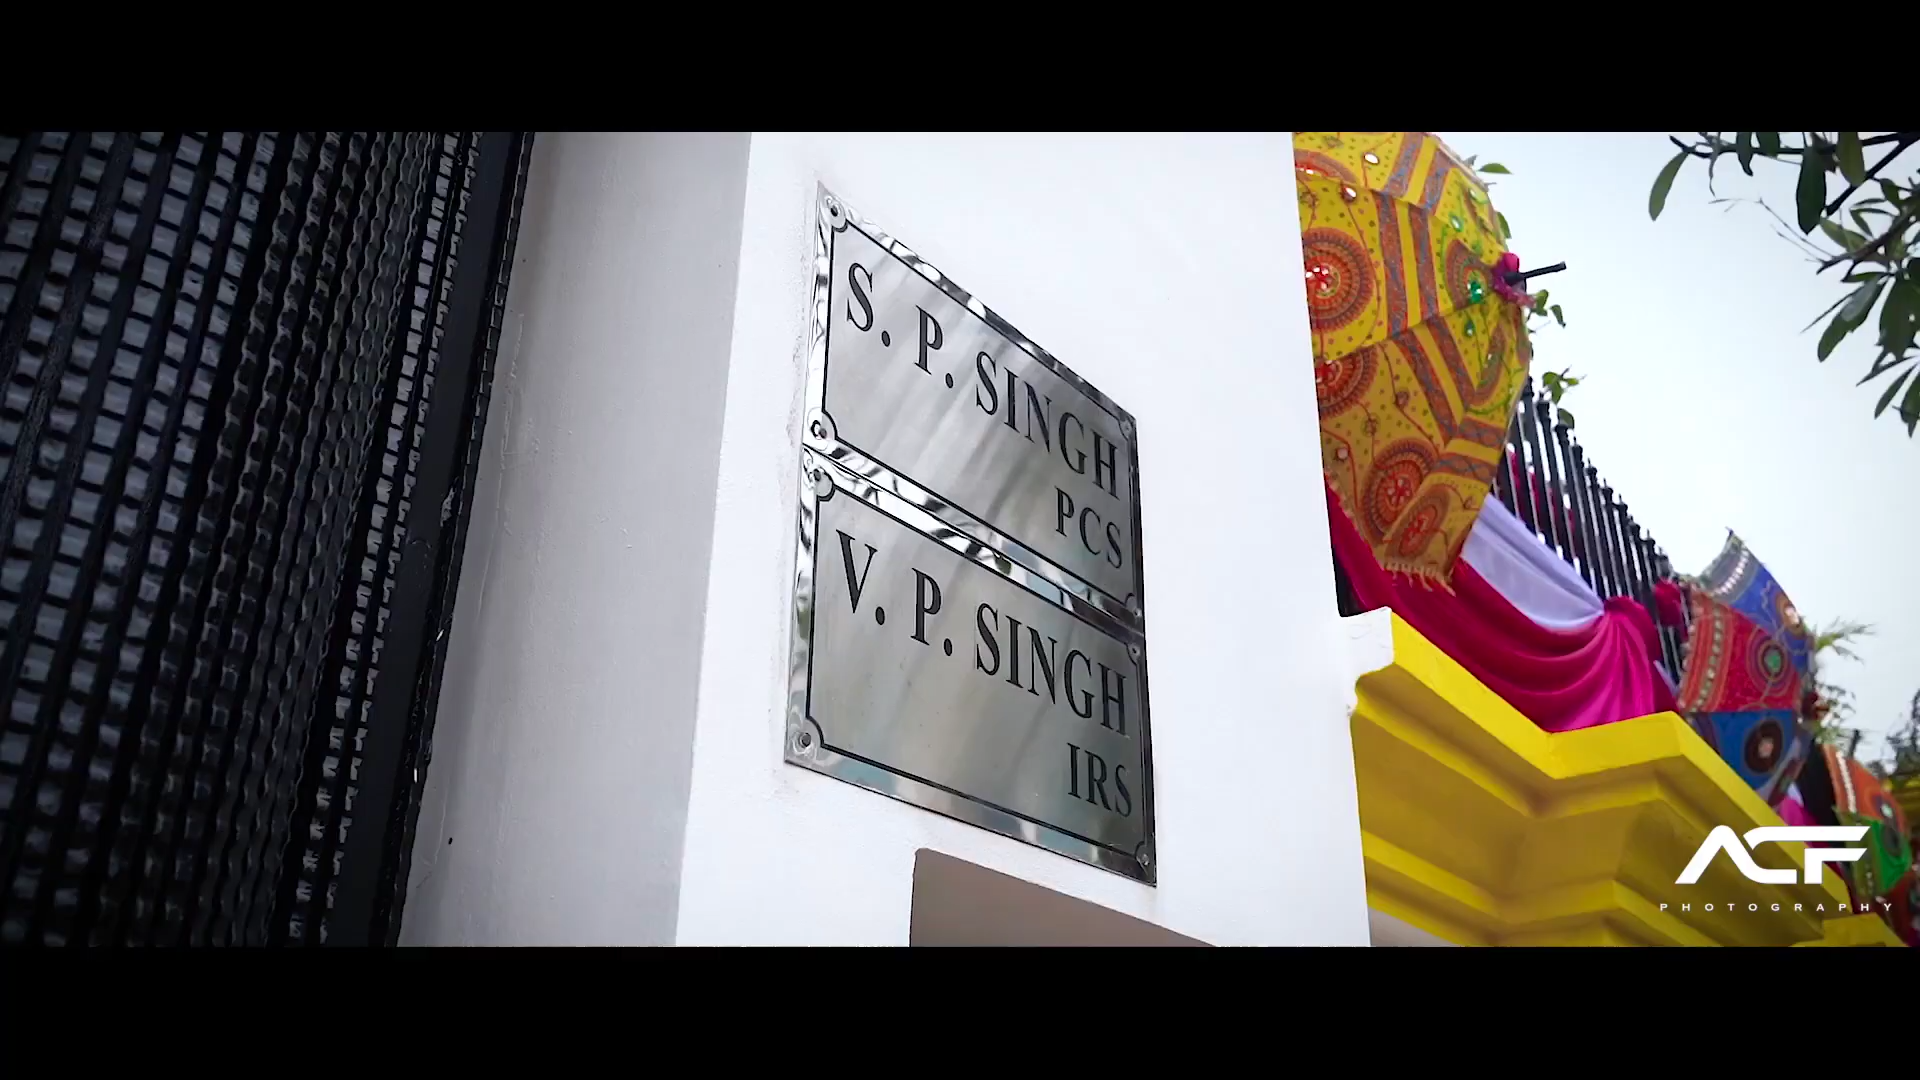 S. P. SINGH
PCS
V. P. SINGH
IRS
ACF
PHOTOGRAPHY